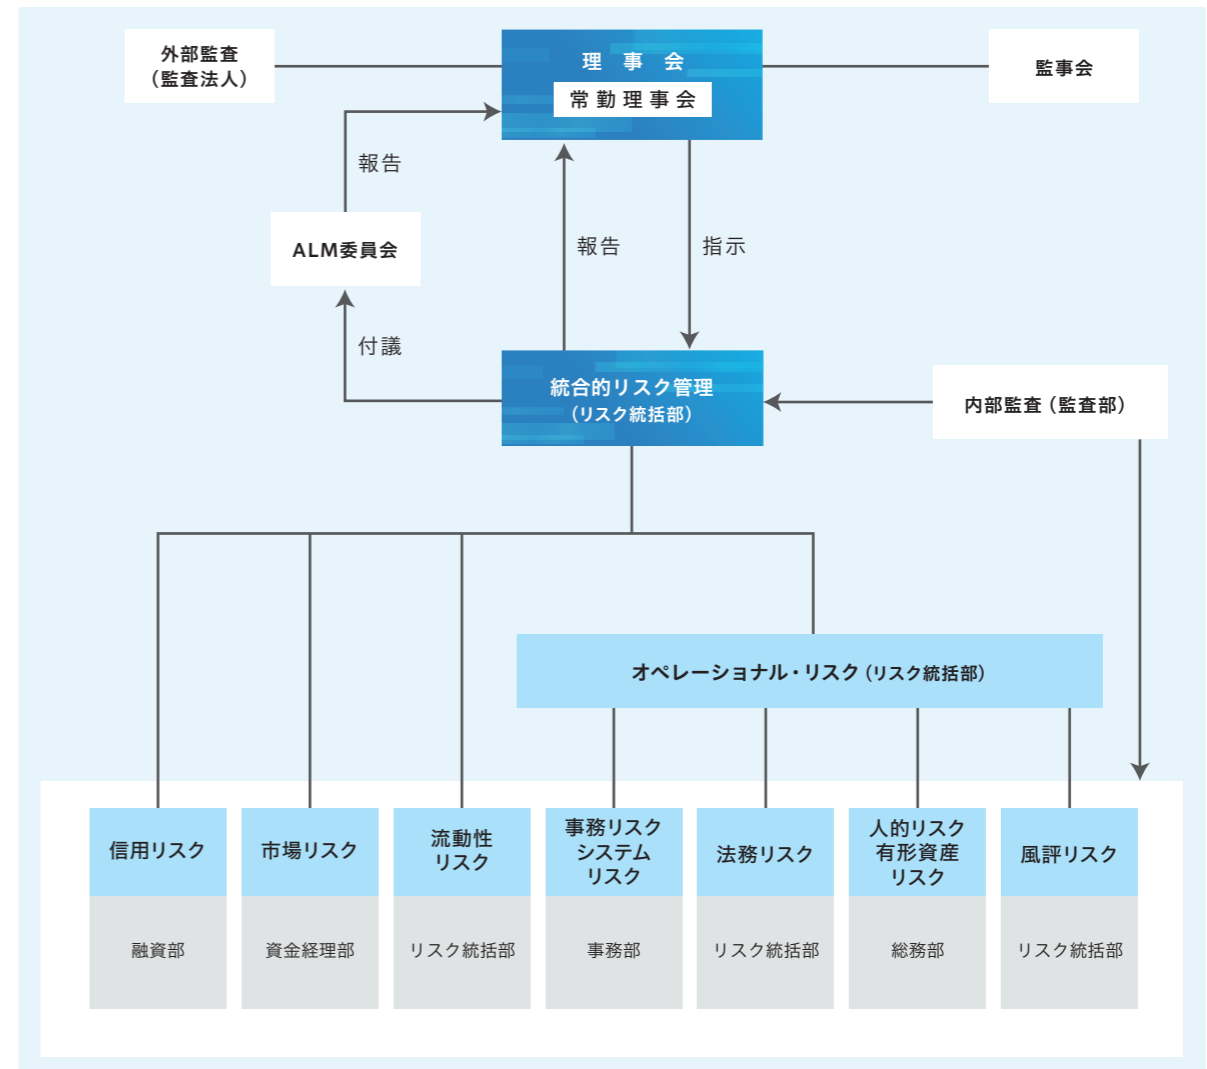 外部監査
（監査法人）
理事会
常勤理事会
監事会
報告
ALM委員会
報告
指示
付議
統合的リスク管理
（リスク統括部）
内部監査（監査部）
オペレーショナル・リスク（リスク統括部）
信用リスク
市場リスク
流動性
リスク
事務リスク
システム
リスク
法務リスク
人的リスク
有形資産
リスク
風評リスク
融資部
資金経理部
リスク統括部
事務部
リスク統括部
総務部
リスク統括部